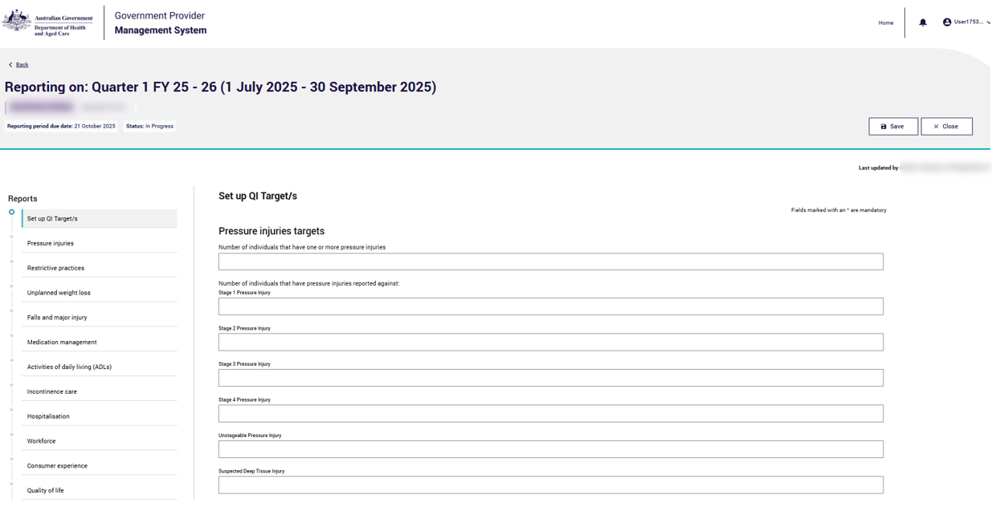 Australian Government
Department of Health
and Aged Care
Government Provider
Management System
Home
User1753...
Back
Reporting on: Quarter 1 FY 25 - 26 (1 July 2025 - 30 September 2025)
Reporting period due date: 21 October 2025 Status: In Progress
Save
Close
Last updated by
Reports
Set up QI Target/s
Pressure injuries
Restrictive practices
Unplanned weight loss
Falls and major injury
Medication management
Activities of daily living (ADLs)
Incontinence care
Hospitalisation
Workforce
Consumer experience
Quality of life
Set up QI Target/s
Fields marked with an * are mandatory
Pressure injuries targets
Number of individuals that have one or more pressure injuries
Number of individuals that have pressure injuries reported against:
Stage 1 Pressure Injury
Stage 2 Pressure Injury
Stage 3 Pressure Injury
Stage 4 Pressure Injury
Unstageable Pressure Injury
Suspected Deep Tissue Injury